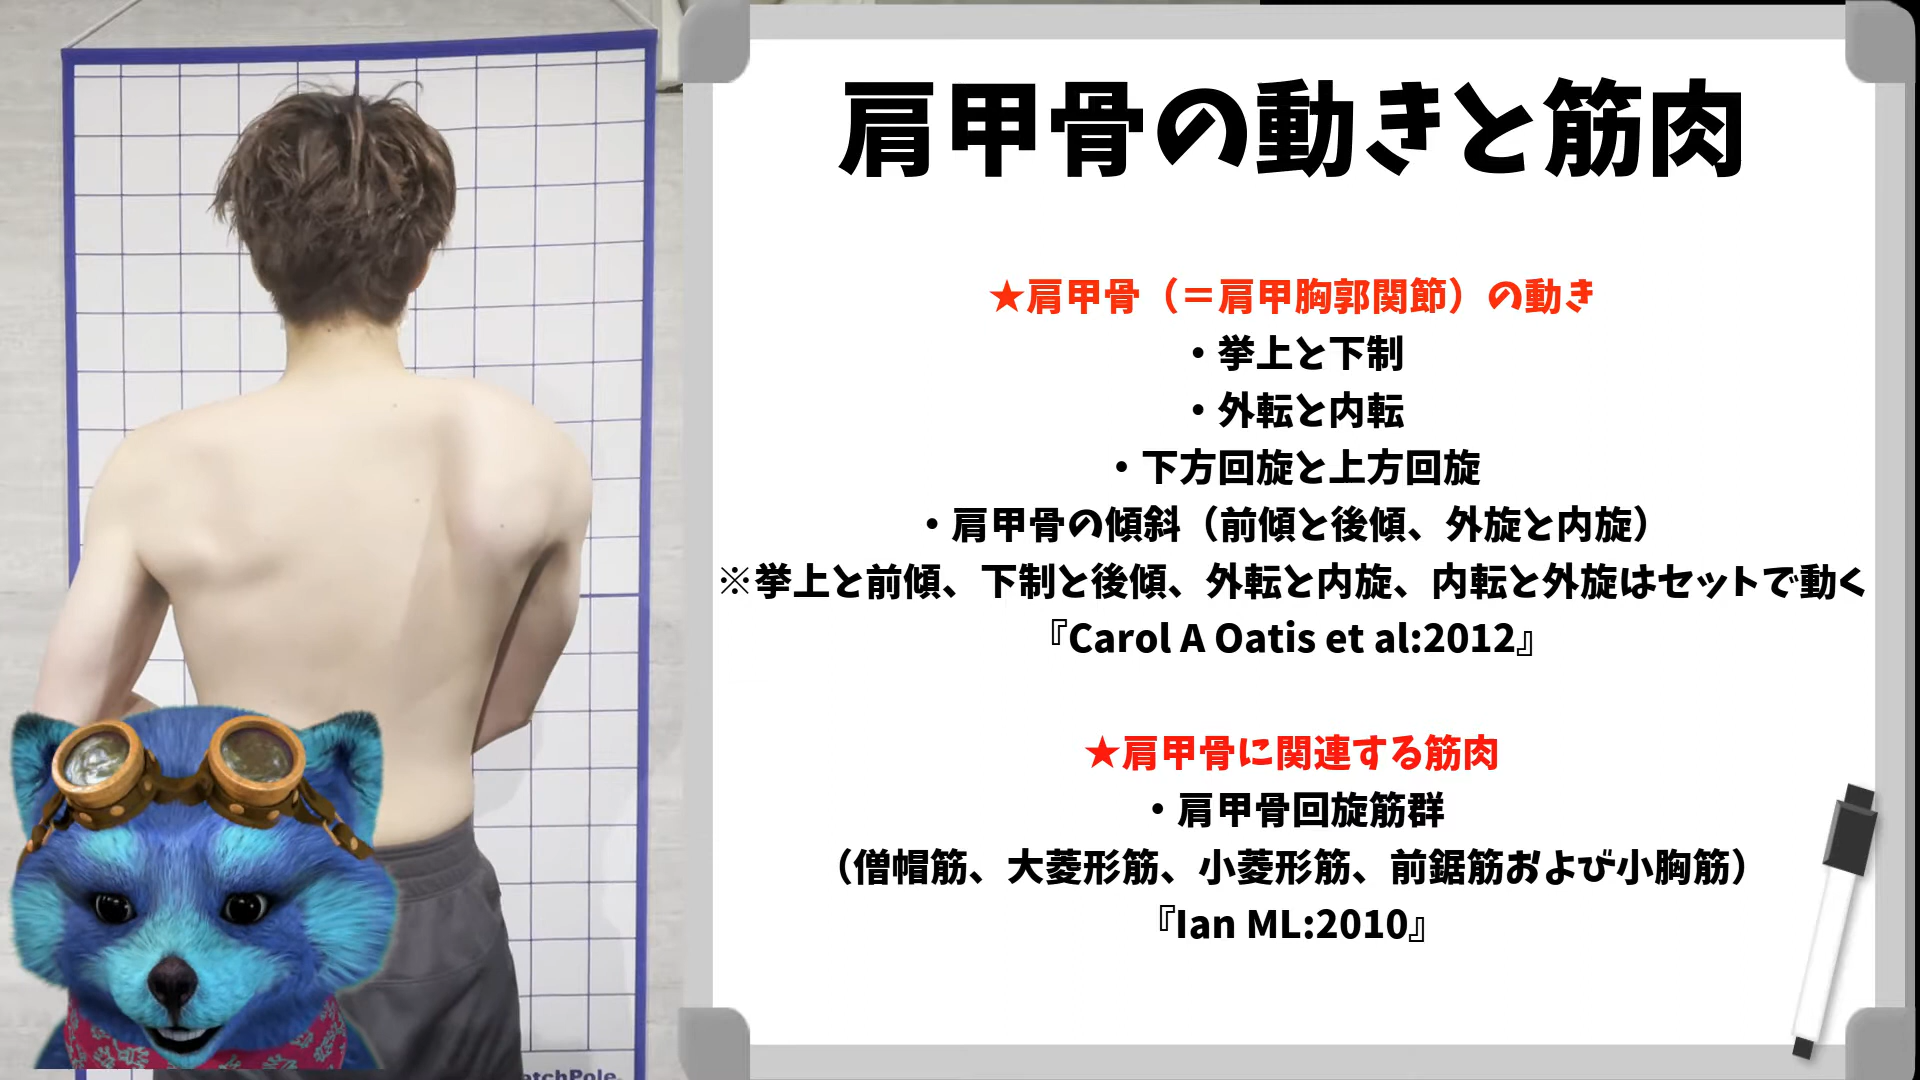 肩甲骨の動きと筋肉
★肩甲骨（＝肩甲胸郭関節）の動き
・挙上と下制
・外転と内転
・下方回旋と上方回旋
・肩甲骨の傾斜（前傾と後傾、外旋と内旋）
※挙上と前傾、下制と後傾、外転と内旋、内転と外旋はセットで動く
『Carol A Oatis et al:2012』
★肩甲骨に関連する筋肉
・肩甲骨回旋筋群
（僧帽筋、大菱形筋、小菱形筋、前鋸筋および小胸筋）
『Ian ML:2010』